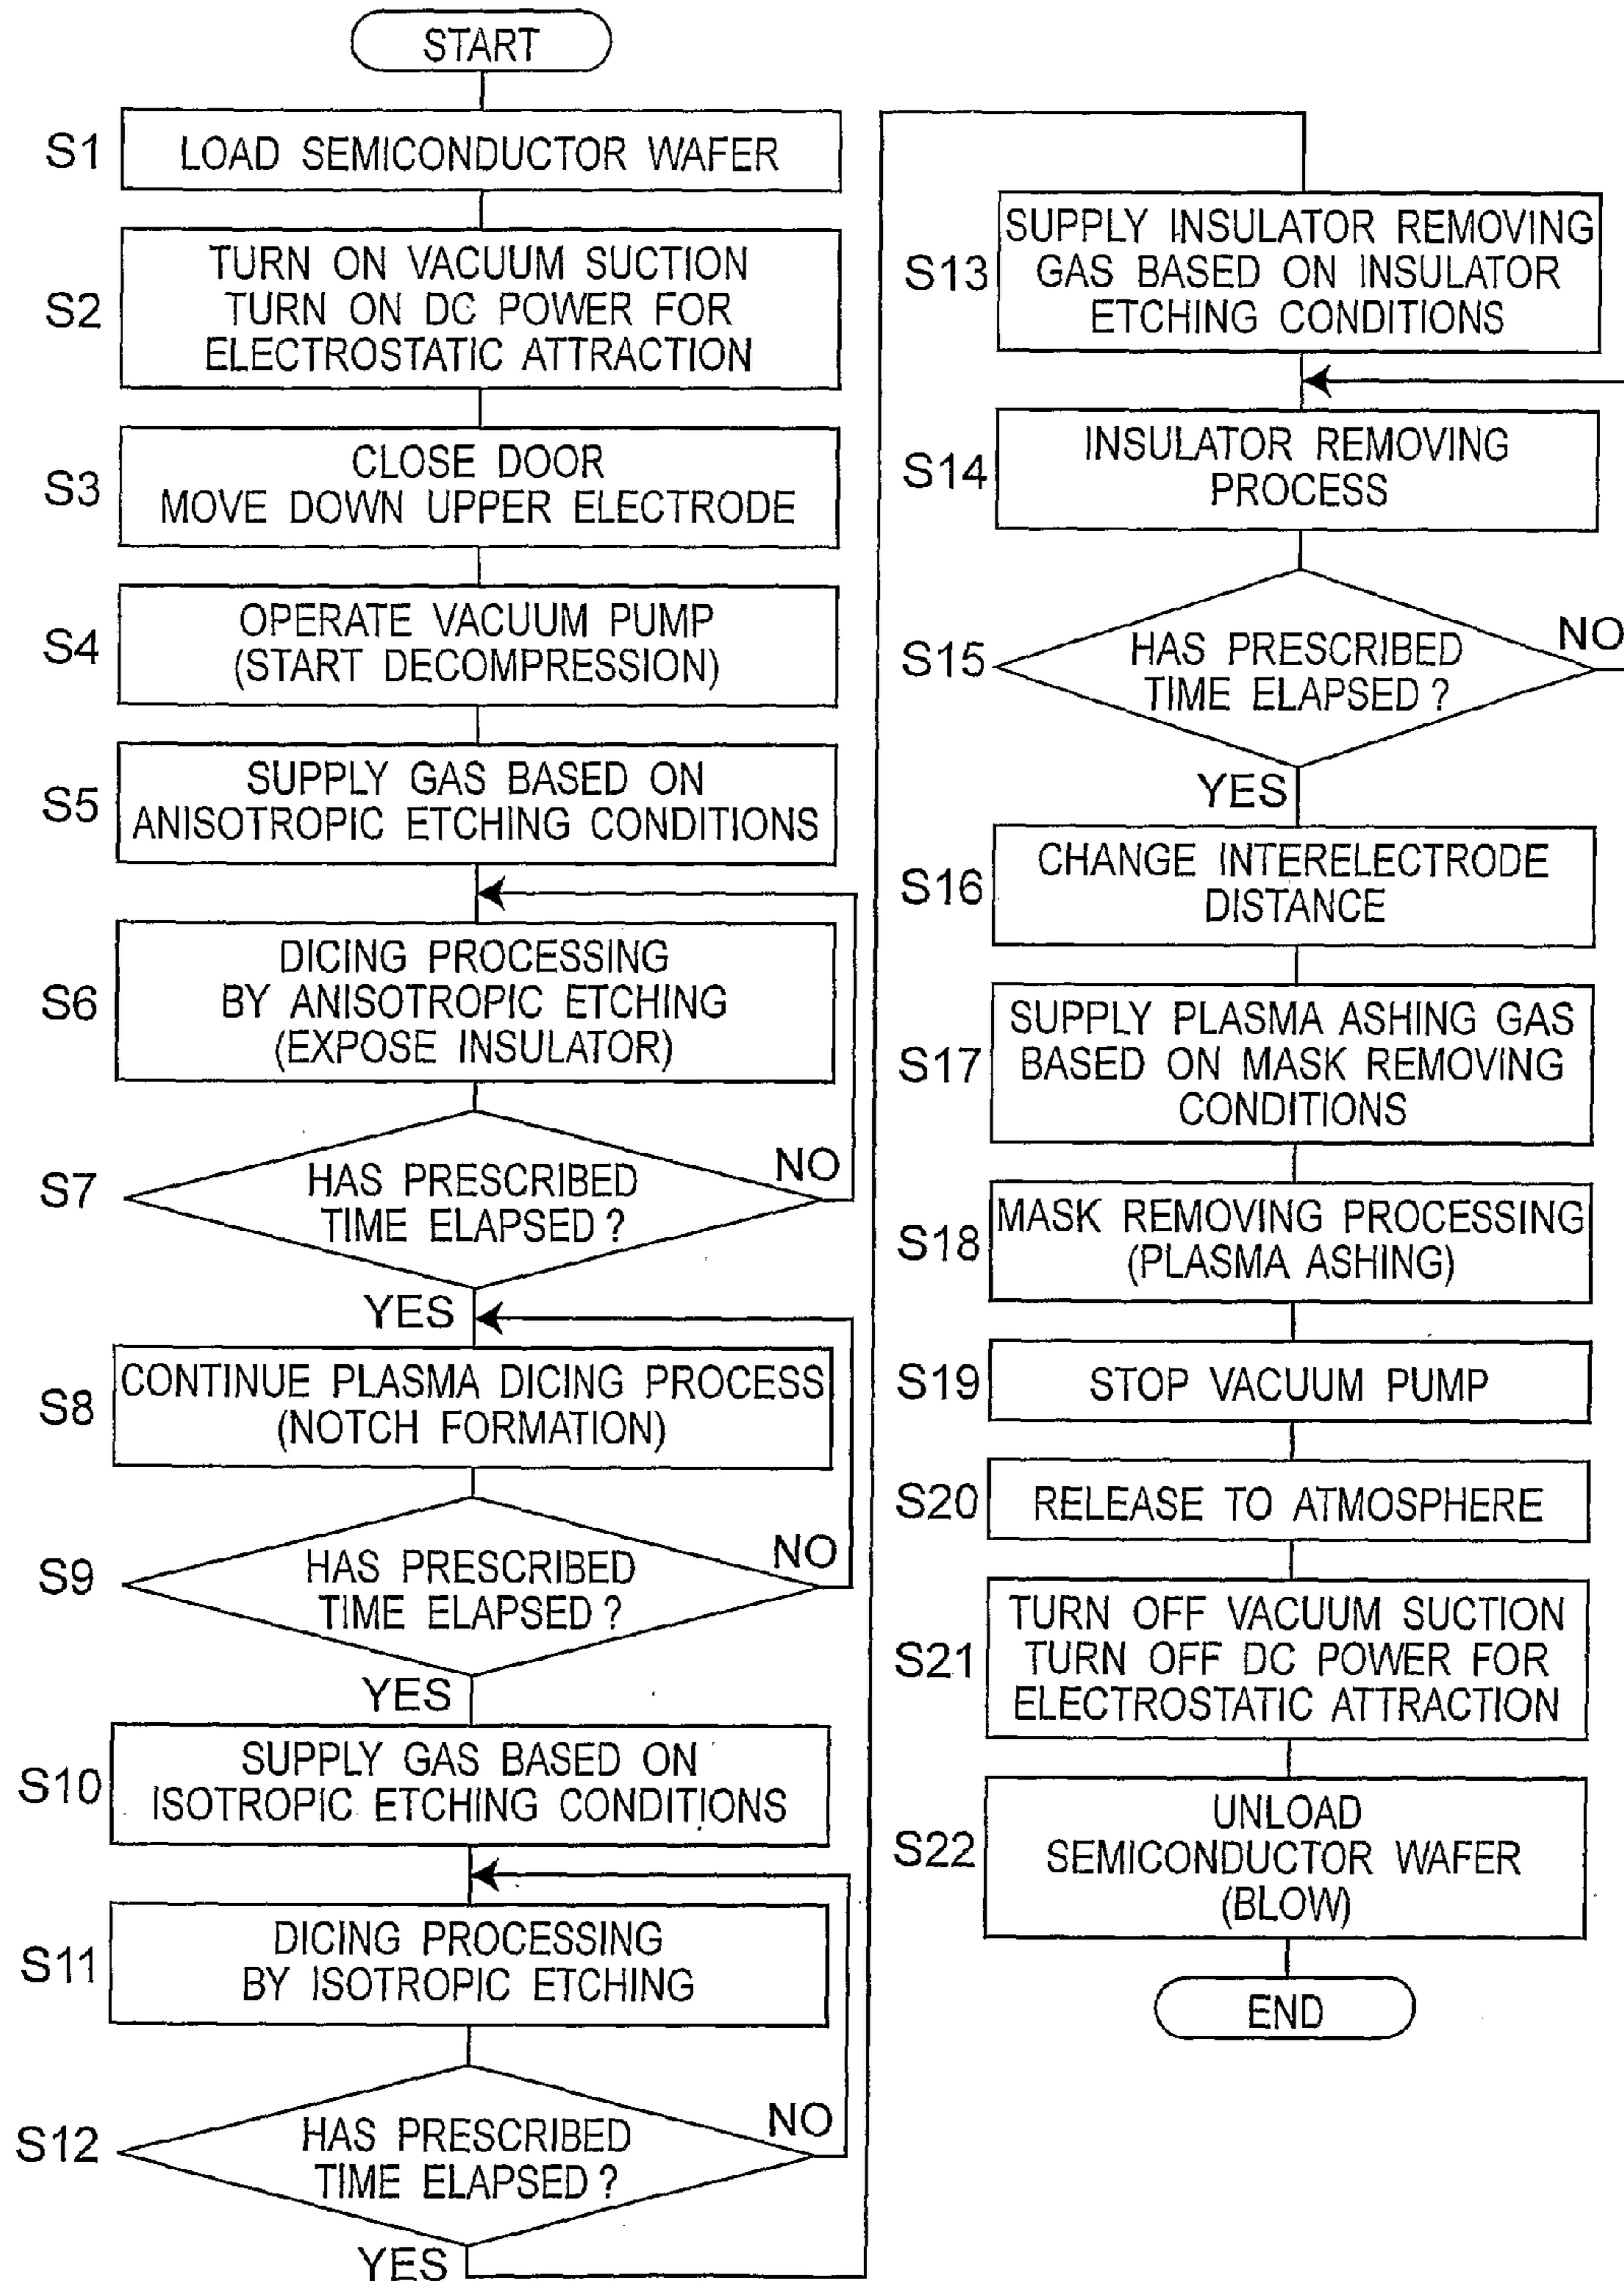 START
S1
LOAD SEMICONDUCTOR WAFER
S2
TURN ON VACUUM SUCTION
TURN ON DC POWER FOR
ELECTROSTATIC ATTRACTION
S3
CLOSE DOOR
MOVE DOWN UPPER ELECTRODE
S4
OPERATE VACUUM PUMP
(START DECOMPRESSION)
S5
SUPPLY GAS BASED ON
ANISOTROPIC ETCHING CONDITIONS
S6
DICING PROCESSING
BY ANISOTROPIC ETCHING
(EXPOSE INSULATOR)
S7
HAS PRESCRIBED
TIME ELAPSED ?
NO
YES
S8
CONTINUE PLASMA DICING PROCESS
(NOTCH FORMATION)
S9
HAS PRESCRIBED
TIME ELAPSED ?
NO
YES
S10
SUPPLY GAS BASED ON
ISOTROPIC ETCHING CONDITIONS
S11
DICING PROCESSING
BY ISOTROPIC ETCHING
S12
HAS PRESCRIBED
TIME ELAPSED ?
NO
YES
S13
SUPPLY INSULATOR REMOVING
GAS BASED ON INSULATOR
ETCHING CONDITIONS
S14
INSULATOR REMOVING
PROCESS
S15
HAS PRESCRIBED
TIME ELAPSED ?
NO
YES
S16
CHANGE INTERELECTRODE
DISTANCE
S17
SUPPLY PLASMA ASHING GAS
BASED ON MASK REMOVING
CONDITIONS
S18
MASK REMOVING PROCESSING
(PLASMA ASHING)
S19
STOP VACUUM PUMP
S20
RELEASE TO ATMOSPHERE
S21
TURN OFF VACUUM SUCTION
TURN OFF DC POWER FOR
ELECTROSTATIC ATTRACTION
S22
UNLOAD
SEMICONDUCTOR WAFER
(BLOW)
END